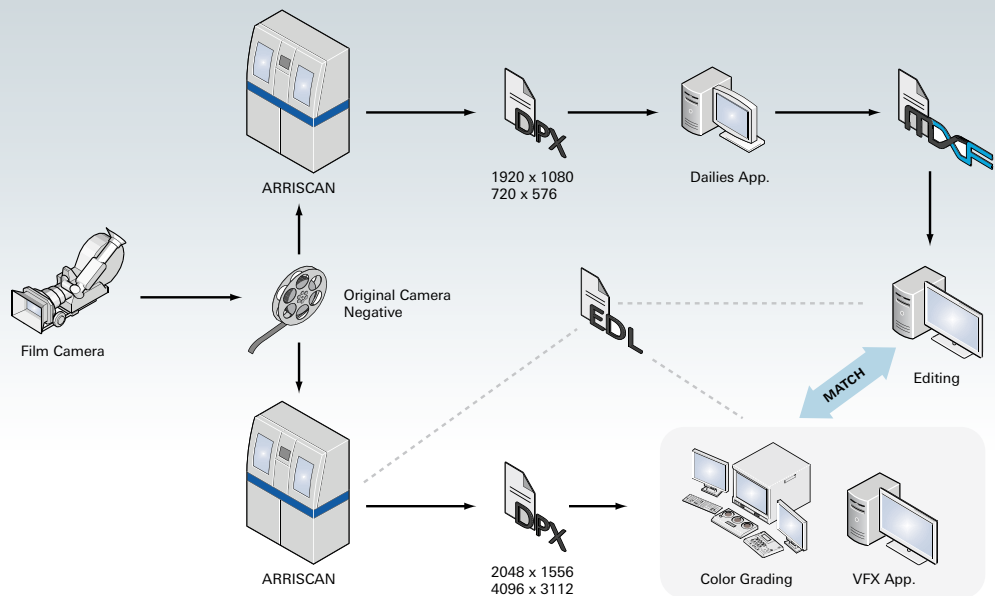 ARRISCAN
DPX
1920 x 1080
720 x 576
Dailies App.
MXF
Film Camera
Original Camera
Negative
EDL
Editing
MATCH
ARRISCAN
DPX
2048 x 1556
4096 x 3112
Color Grading
VFX App.